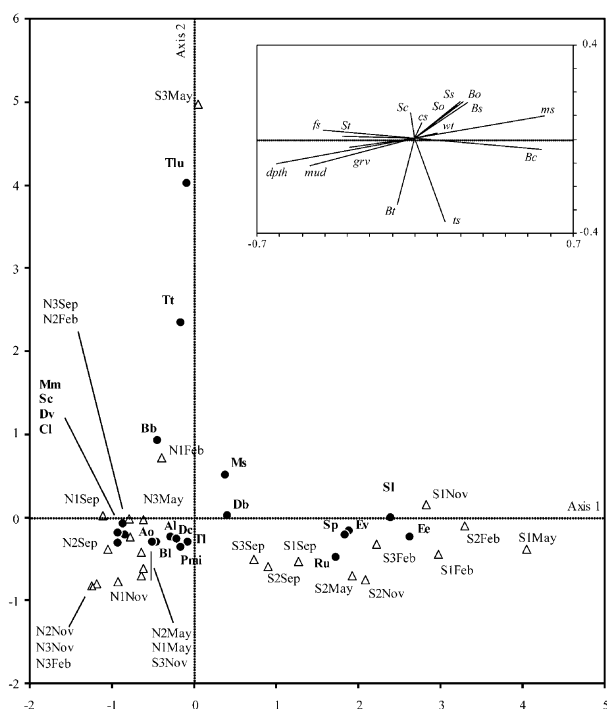 6
5
4
3
2
1
0
-1
-2
-2
-1
0
1
2
3
4
5
Axis 2
Axis 1
S3May
Tlu
Tt
N3Sep
N2Feb
Mm
Sc
Dv
Cl
Bb
N1Feb
Ms
Db
N1Sep
N3May
N2Sep
Ao
Al
Dc
Tl
Bl
Pmi
N1Nov
N2Nov
N3Nov
N3Feb
N2May
N1May
S3Nov
Sl
S1Nov
Sp
Ev
Ee
S2Feb
S1May
S3Sep
S1Sep
Ru
S3Feb
S1Feb
S2Sep
S2May
S2Nov
0.4
-0.4
-0.7
0.7
Sc
cs
So
Ss
Bo
Bs
wt
ms
fs
St
grv
dpth
mud
Bc
Bt
ts